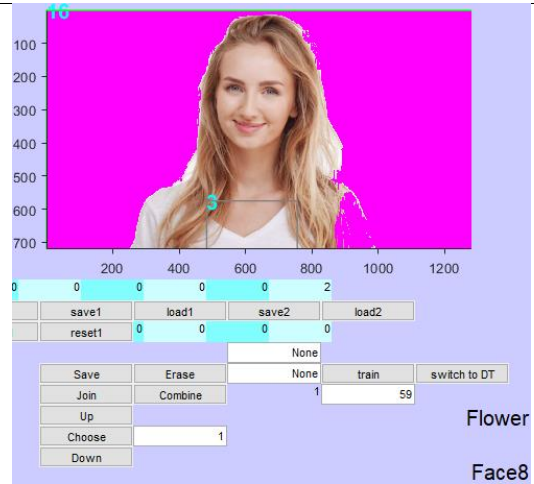 16
100
200
300
400
500
600
700
3
200 400 600 800 1000 1200
0 0 0 0 0 2
save1 load1 save2 load2
reset1 0 0 0 0
None
Save Erase None train switch to DT
Join Combine 1 59
Up
Flower
Choose 1
Down
Face8